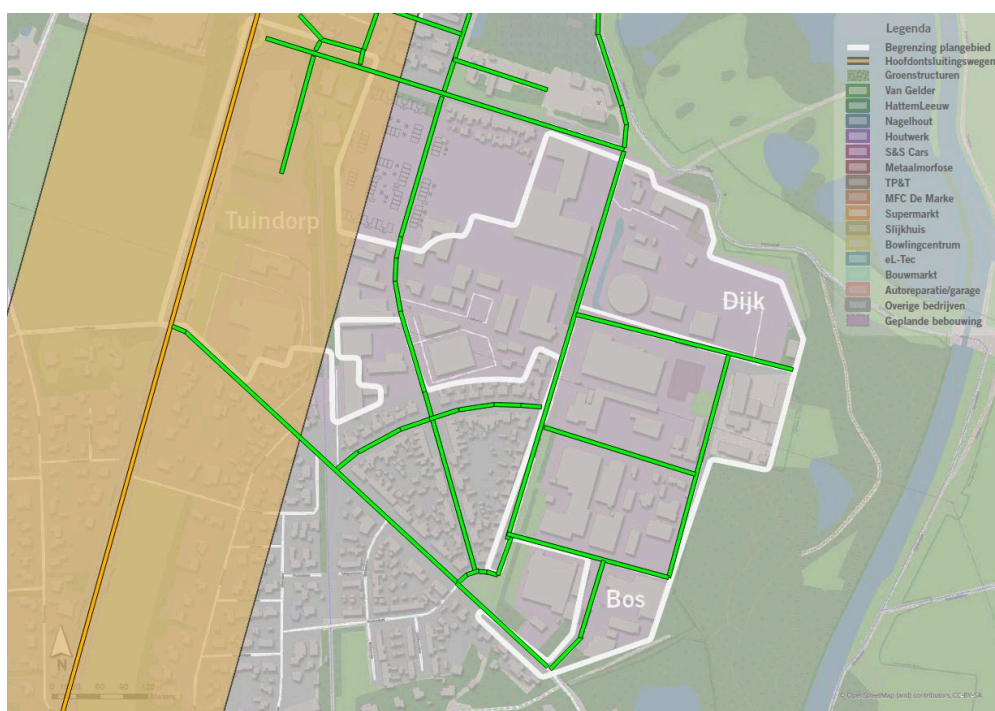 Legenda
Begrenzing plangebied
Hoofdontsluitingswegen
Groenstructuren
Van Gelder
HattemLeeuw
Nagelhout
Houtwerk
S&S Cars
Metaalmorfose
TP&T
MFC De Marke
Supermarkt
Slijkhuis
Bowlingcentrum
eL-Tec
Bouwmarkt
Autoreparatie/garage
Overige bedrijven
Geplande bebouwing
Tuindorp
Dijk
Bos
N
© OpenStreetMap (and) contributors, CC-BY-SA